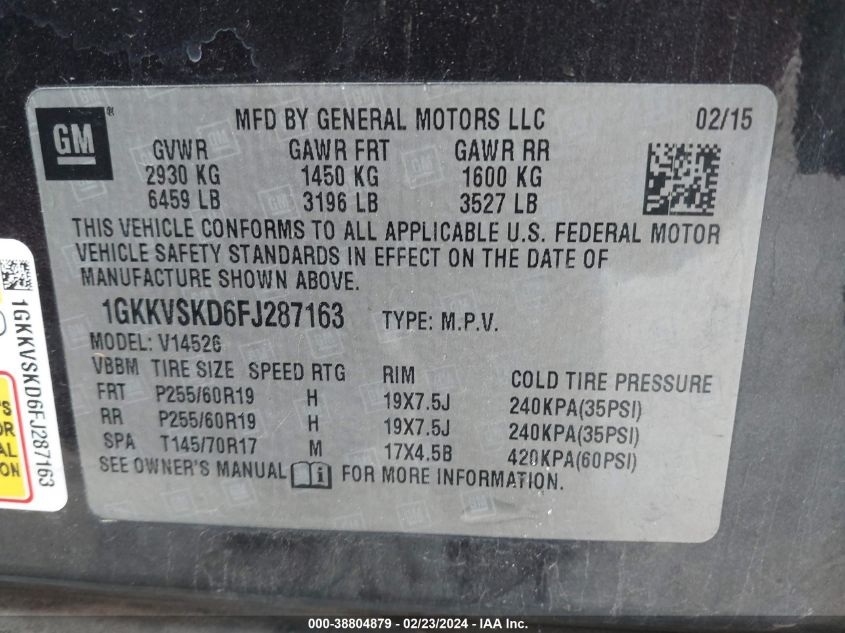 GM
MFD BY GENERAL MOTORS LLC 02/15
GVWR GAWR FRT GAWR RR
2930 KG 1450 KG 1600 KG
6459 LB 3196 LB 3527 LB
THIS VEHICLE CONFORMS TO ALL APPLICABLE U.S. FEDERAL MOTOR
VEHICLE SAFETY STANDARDS IN EFFECT ON THE DATE OF
MANUFACTURE SHOWN ABOVE.
1GKKVSKD6FJ287163 TYPE: M.P.V.
MODEL: V14526
VBBM TIRE SIZE SPEED RTG RIM COLD TIRE PRESSURE
FRT P255/60R19 H 19X7.5J 240KPA(35PSI)
RR P255/60R19 H 19X7.5J 240KPA(35PSI)
SPA T145/70R17 M 17X4.5B 420KPA(60PSI)
SEE OWNER'S MANUAL FOR MORE INFORMATION.
1GKKVSKD6FJ287163
000-38804879 - 02/23/2024 - IAA Inc.